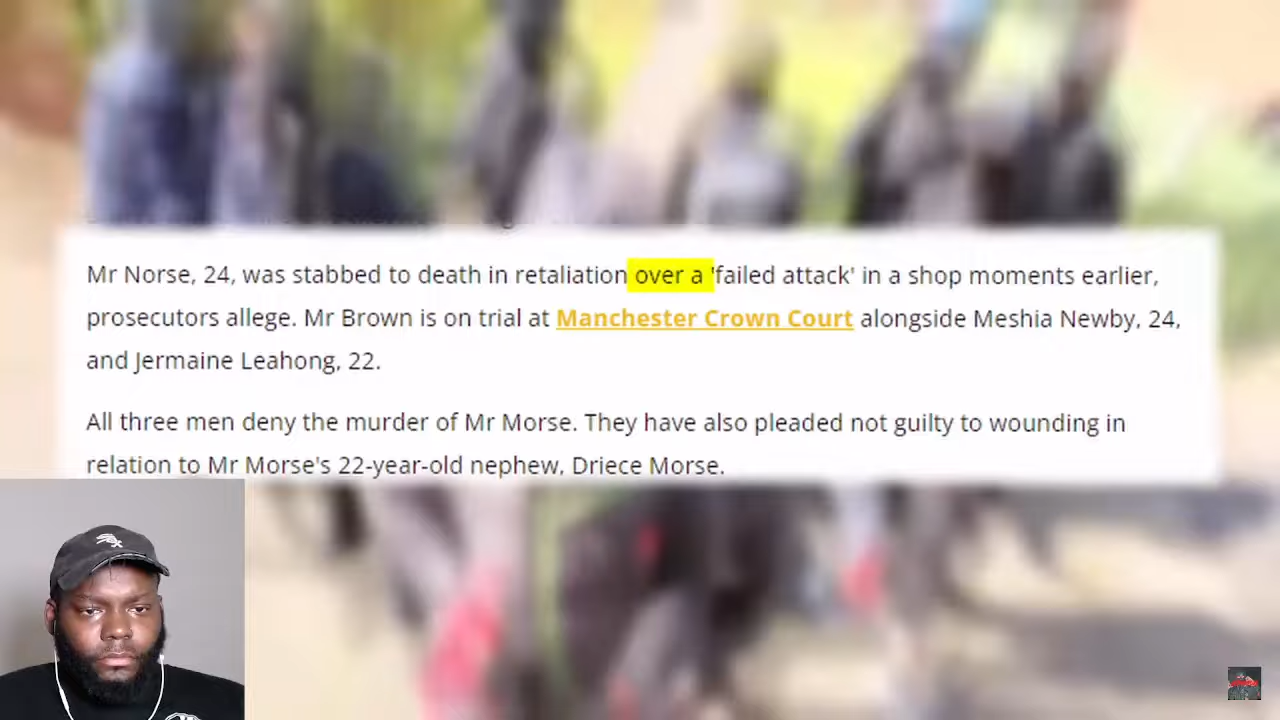 Mr Norse, 24, was stabbed to death in retaliation over a 'failed attack' in a shop moments earlier,
prosecutors allege. Mr Brown is on trial at Manchester Crown Court alongside Meshia Newby, 24,
and Jermaine Leahong, 22.
All three men deny the murder of Mr Morse. They have also pleaded not guilty to wounding in
relation to Mr Morse's 22-year-old nephew, Driece Morse.